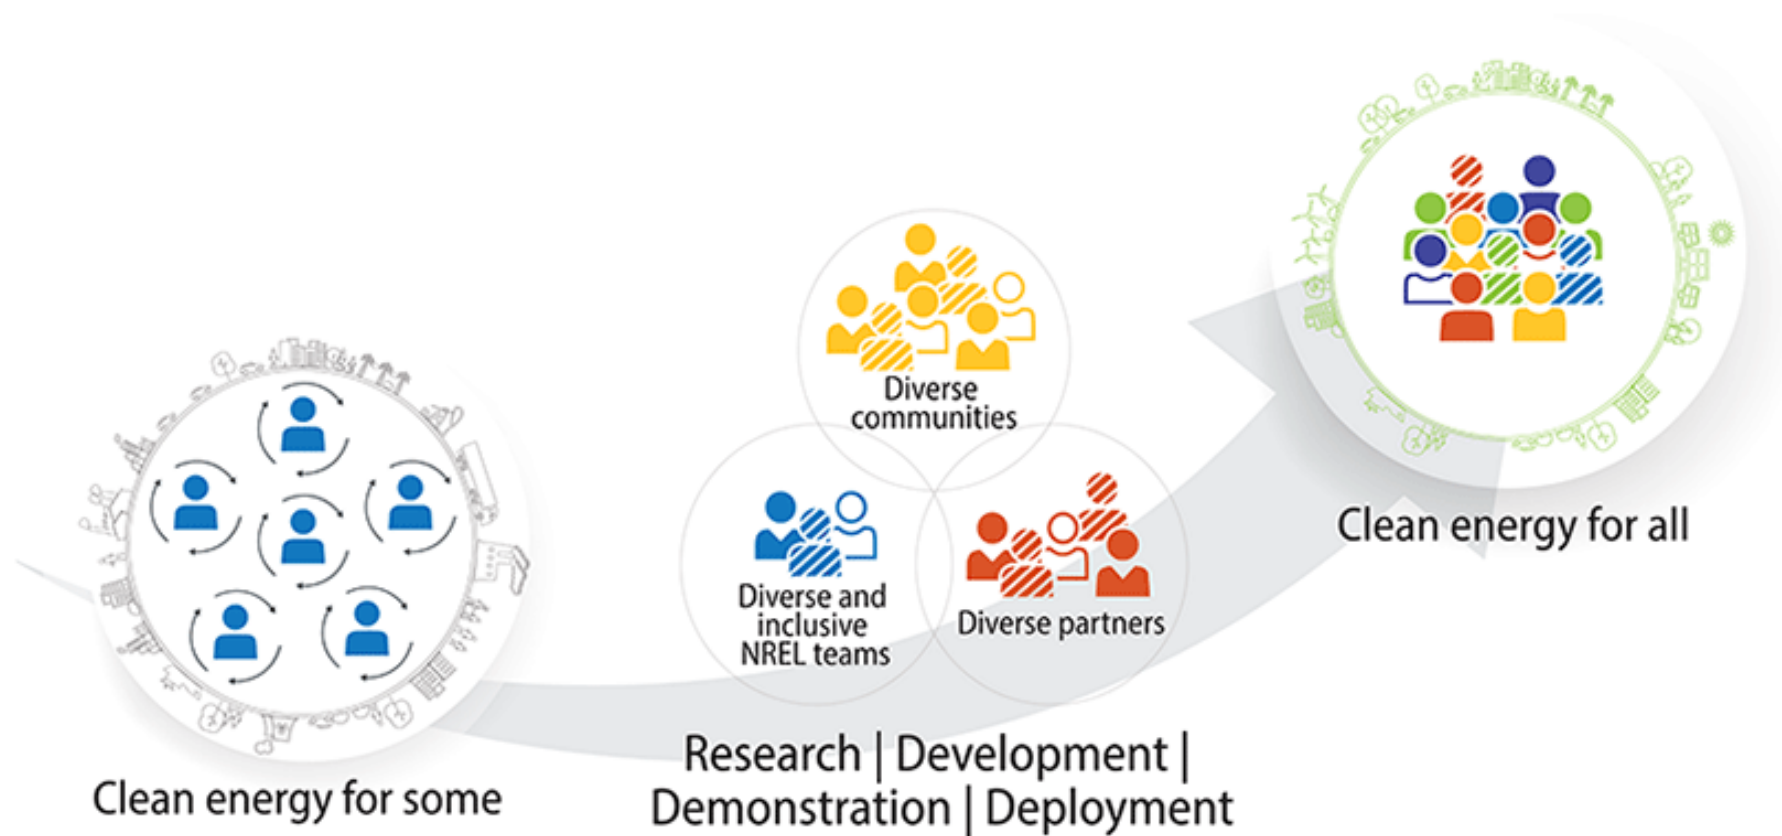 Clean energy for some
Diverse
communities
Diverse and
inclusive
NREL teams
Diverse partners
Research | Development |
Demonstration | Deployment
Clean energy for all